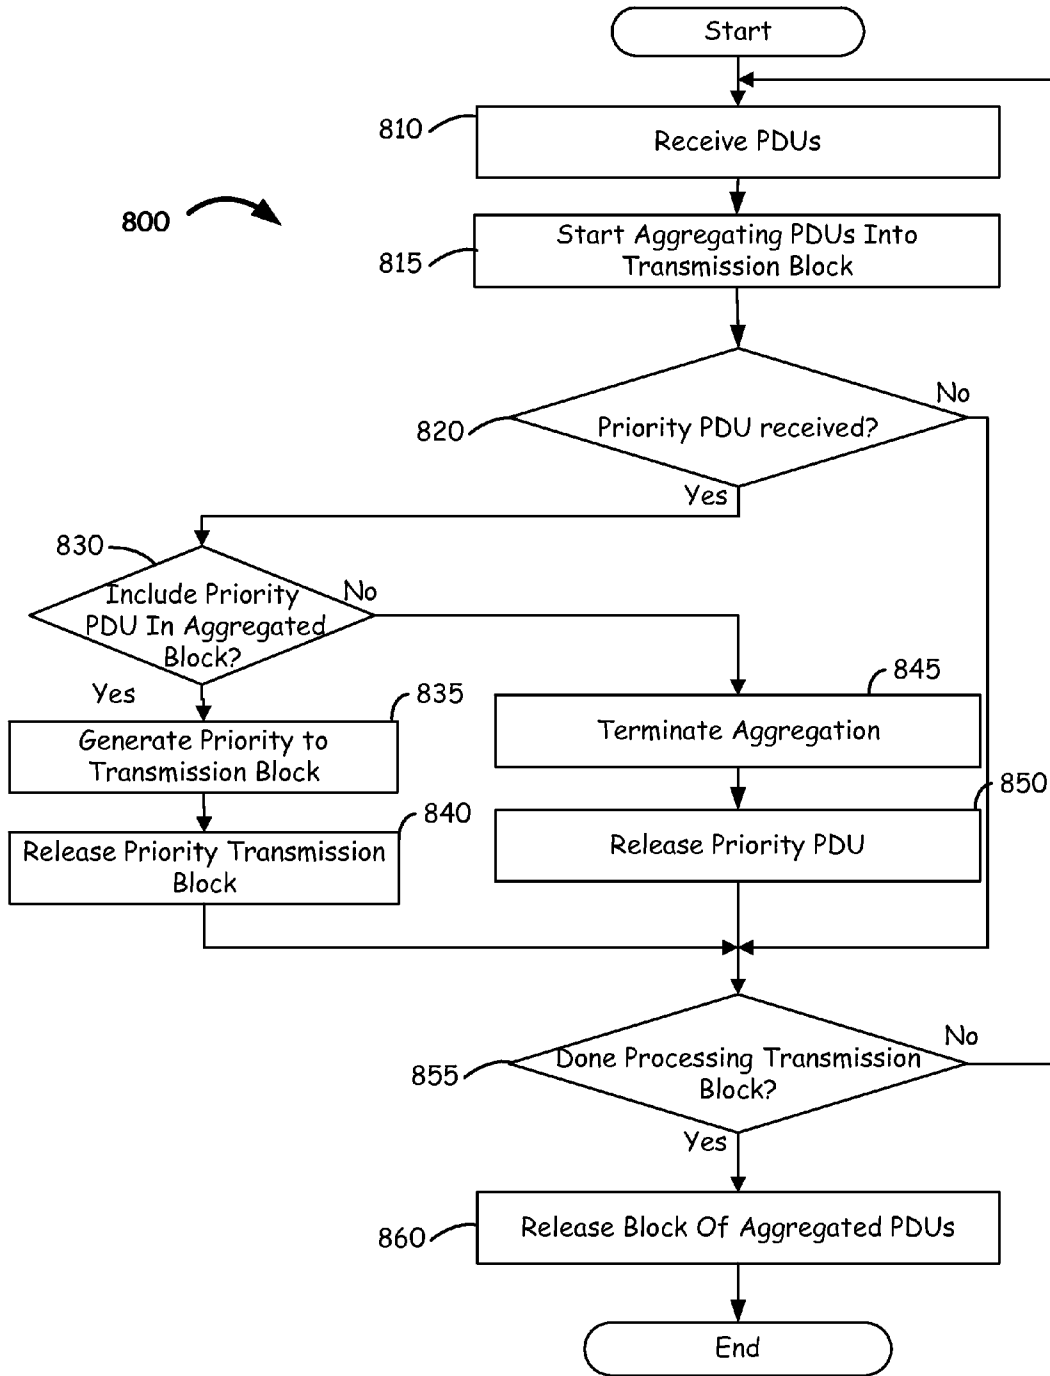 Start
810
Receive PDUs
800
815
Start Aggregating PDUs Into
Transmission Block
820
Priority PDU received?
No
Yes
830
Include Priority
PDU In Aggregated
Block?
No
Yes
835
Generate Priority to
Transmission Block
845
Terminate Aggregation
840
Release Priority Transmission
Block
850
Release Priority PDU
855
Done Processing Transmission
Block?
No
Yes
860
Release Block Of Aggregated PDUs
End